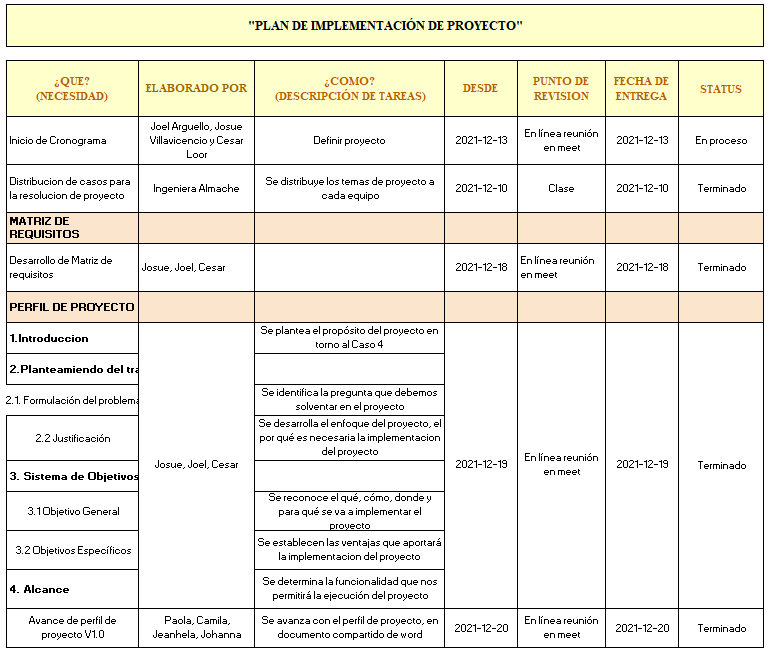 "PLAN DE IMPLEMENTACIÓN DE PROYECTO"
¿QUE?
(NECESIDAD)
ELABORADO POR
¿COMO?
(DESCRIPCIÓN DE TAREAS)
DESDE
PUNTO DE
REVISION
FECHA DE
ENTREGA
STATUS
Inicio de Cronograma
Joel Arguello, Josue
Villavicencio y Cesar
Loor
Definir proyecto
2021-12-13
En línea reunión
en meet
2021-12-13
En proceso
Distribucion de casos para
la resolucion de proyecto
Ingeniera Almache
Se distribuye los temas de proyecto a
cada equipo
2021-12-10
Clase
2021-12-10
Terminado
MATRIZ DE
REQUISITOS
Desarrollo de Matriz de
requisitos
Josue, Joel, Cesar
2021-12-18
En línea reunión
en meet
2021-12-18
Terminado
PERFIL DE PROYECTO
1.Introduccion
Se plantea el propósito del proyecto en
torno al Caso 4
2.Planteamiendo del tra
2.1. Formulación del problema
Se identifica la pregunta que debemos
solventar en el proyecto
2.2 Justificación
Se desarrolla el enfoque del proyecto, el
por qué es necesaria la implementacion
del proyecto
Josue, Joel, Cesar
2021-12-19
En línea reunión
en meet
2021-12-19
Terminado
3. Sistema de Objetivos
3.1 Objetivo General
Se reconoce el qué, cómo, donde y
para qué se va a implementar el
proyecto
3.2 Objetivos Específicos
Se establecen las ventajas que aportará
la implementacion del proyecto
4. Alcance
Se determina la funcionalidad que nos
permitirá la ejecución del proyecto
Avance de perfil de
proyecto V1.0
Paola, Camila,
Jeanhela, Johanna
Se avanza con el perfil de proyecto, en
documento compartido de word
2021-12-20
En línea reunión
en meet
2021-12-20
Terminado